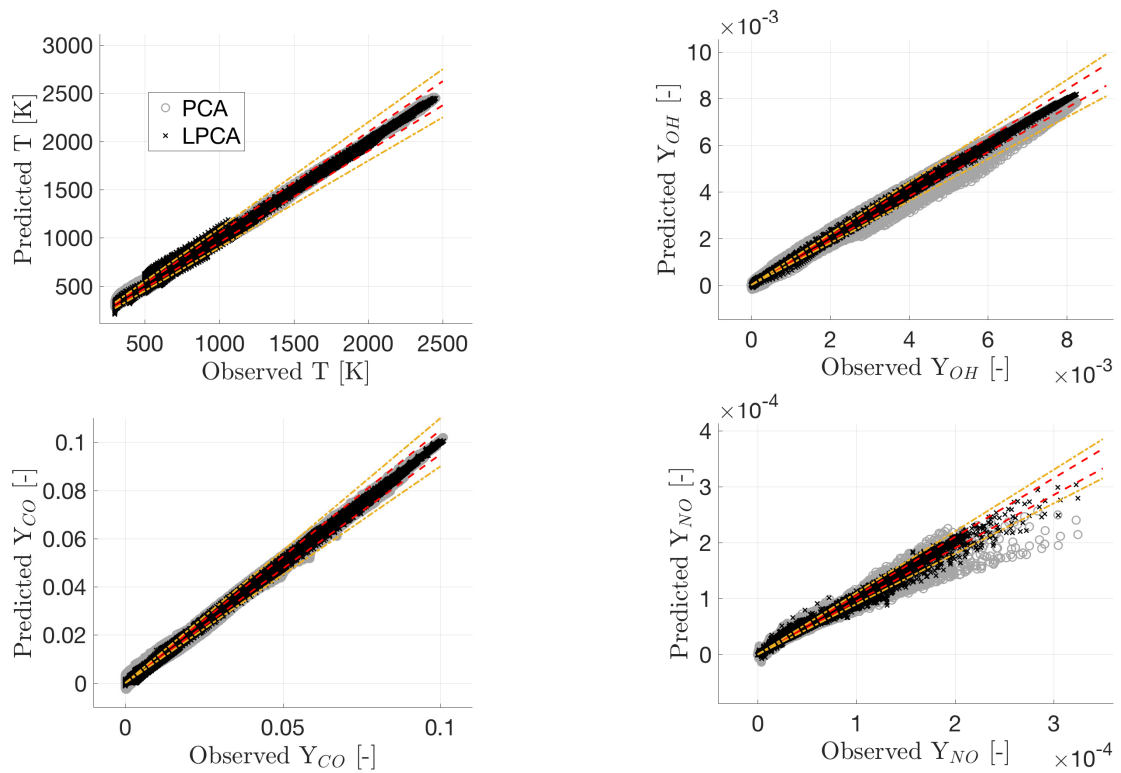 3000
2500
2000
1500
1000
500
Predicted T [K]
PCA
LPCA
500 1000 1500 2000 2500
Observed T [K]
×10⁻³
10
8
6
4
2
0
Predicted Y_OH [-]
0 2 4 6 8
Observed Y_OH [-]
×10⁻³
0.1
0.08
0.06
0.04
0.02
0
Predicted Y_CO [-]
0 0.05 0.1
Observed Y_CO [-]
×10⁻⁴
4
3
2
1
0
Predicted Y_NO [-]
0 1 2 3
Observed Y_NO [-]
×10⁻⁴